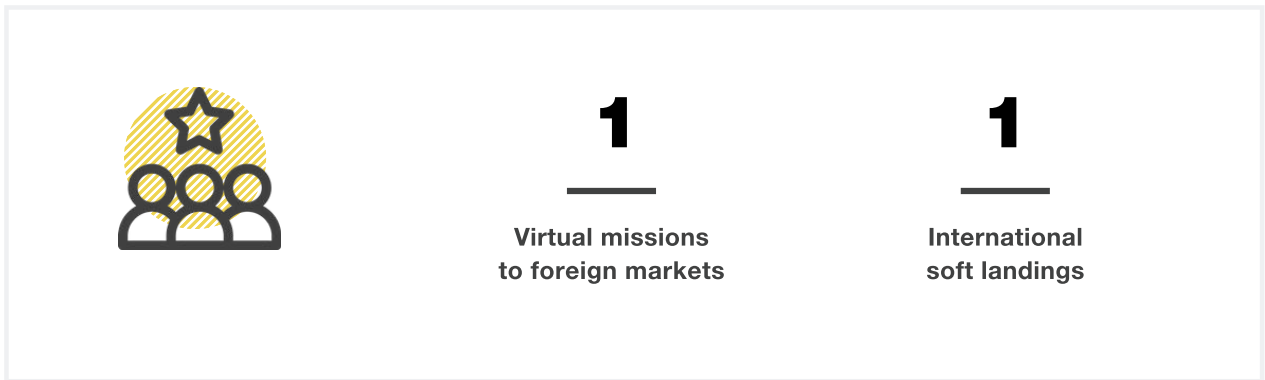 1
Virtual missions
to foreign markets
1
International
soft landings